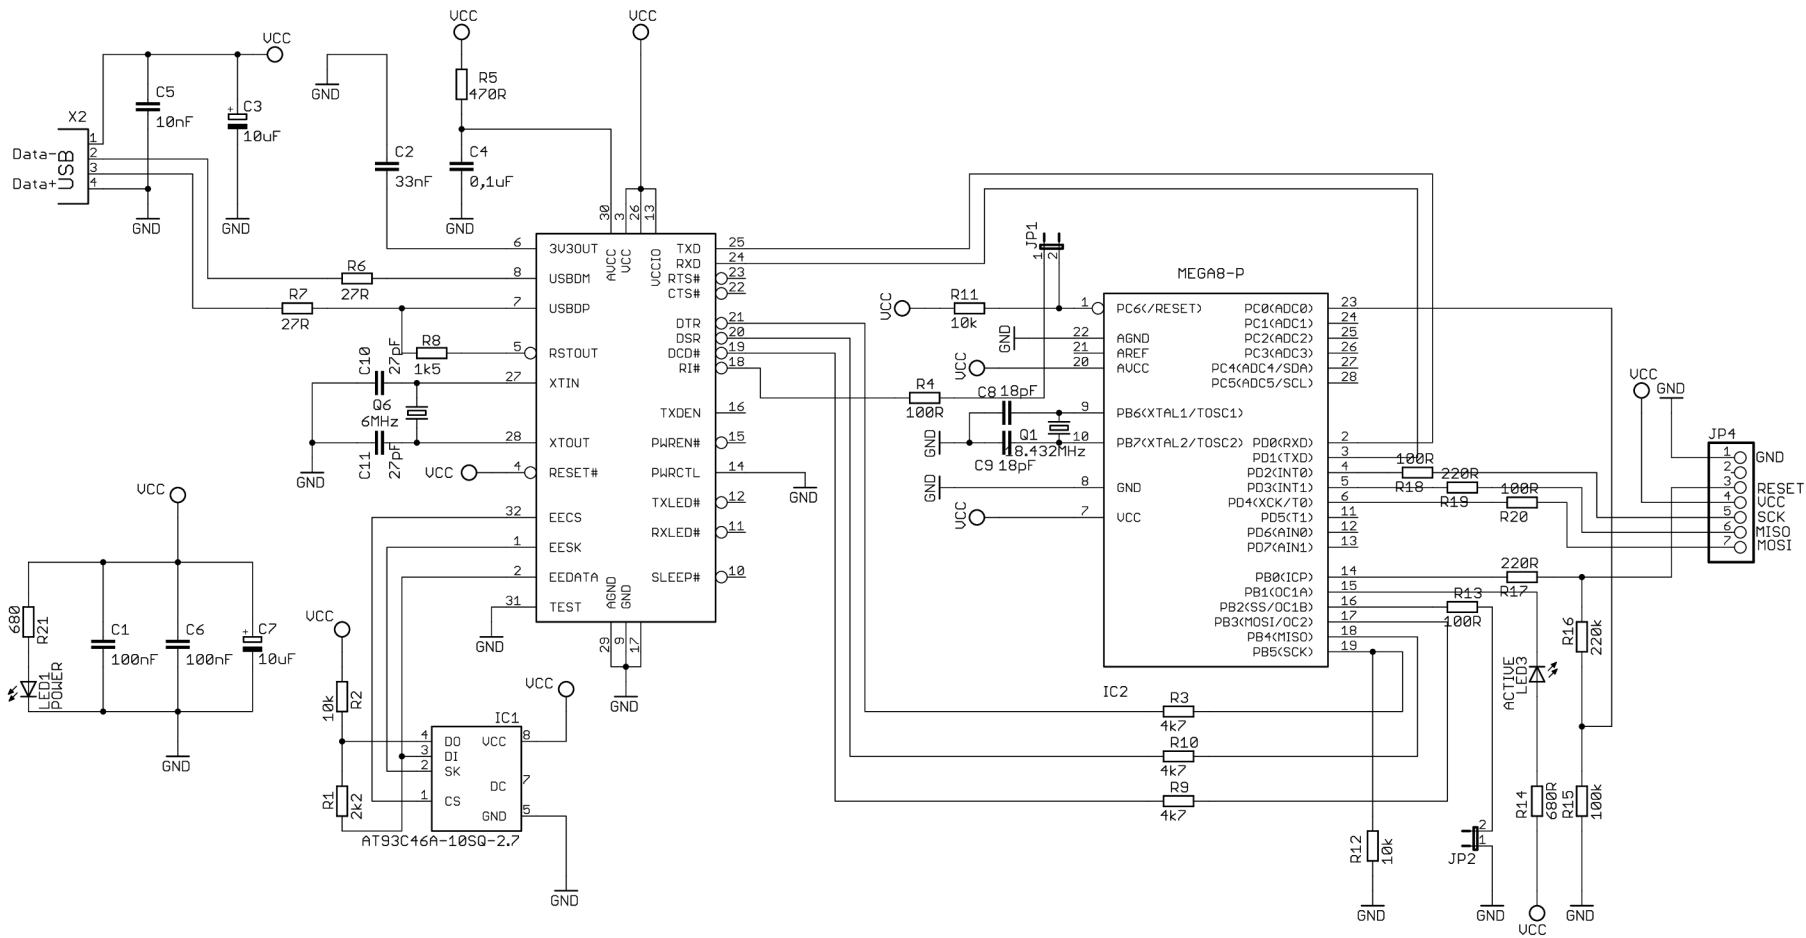 VCC
VCC
VCC
X2
C5
10nF
C3
10uF
Data-
Data+
USB
1
2
3
4
GND
GND
GND
C2
33nF
R5
470R
C4
0,1uF
GND
30
3
26
13
6
8
7
5
27
28
4
32
1
2
31
3V3OUT
USBDM
USBDP
RSTOUT
XTIN
XTOUT
RESET#
EECS
EESK
EEDATA
TEST
AVCC
VCC
VCCIO
TXD
RXD
RTS#
CTS#
DTR
DSR
DCD#
RI#
TXDEN
PWREN#
PWRCTL
TXLED#
RXLED#
SLEEP#
AGND
GND
25
24
23
22
21
20
19
18
16
15
14
12
11
10
29
9
17
GND
GND
GND
R6
27R
R7
27R
R8
1k5
C10
27pF
Q6
6MHz
C11
27pF
GND
VCC
VCC
680
R21
LED1
POWER
C1
100nF
C6
100nF
C7
10uF
GND
VCC
10k
R2
R1
2k2
VCC
IC1
4
3
2
1
DO
DI
SK
CS
VCC
DC
GND
8
7
5
AT93C46A-10SQ-2.7
GND
JP1
1
2
VCC
R11
10k
GND
VCC
R4
100R
C8
18pF
GND
Q1
18.432MHz
C9
18pF
GND
VCC
MEGA8-P
1
22
21
20
9
10
8
7
PC6(/RESET)
AGND
AREF
AVCC
PB6(XTAL1/TOSC1)
PB7(XTAL2/TOSC2)
GND
VCC
PC0(ADC0)
PC1(ADC1)
PC2(ADC2)
PC3(ADC3)
PC4(ADC4/SDA)
PC5(ADC5/SCL)
PD0(RXD)
PD1(TXD)
PD2(INT0)
PD3(INT1)
PD4(XCK/T0)
PD5(T1)
PD6(AIN0)
PD7(AIN1)
PB0(ICP)
PB1(OC1A)
PB2(SS/OC1B)
PB3(MOSI/OC2)
PB4(MISO)
PB5(SCK)
23
24
25
26
27
28
2
3
4
5
6
11
12
13
14
15
16
17
18
19
IC2
R3
4k7
R10
4k7
R9
4k7
100R
R18
220R
R19
100R
R20
220R
R17
R13
100R
R16
220k
ACTIVE
LED3
R14
680R
R15
100k
R12
10k
JP2
2
1
GND
GND
VCC
GND
VCC
GND
JP4
1
2
3
4
5
6
7
GND
RESET
VCC
SCK
MISO
MOSI